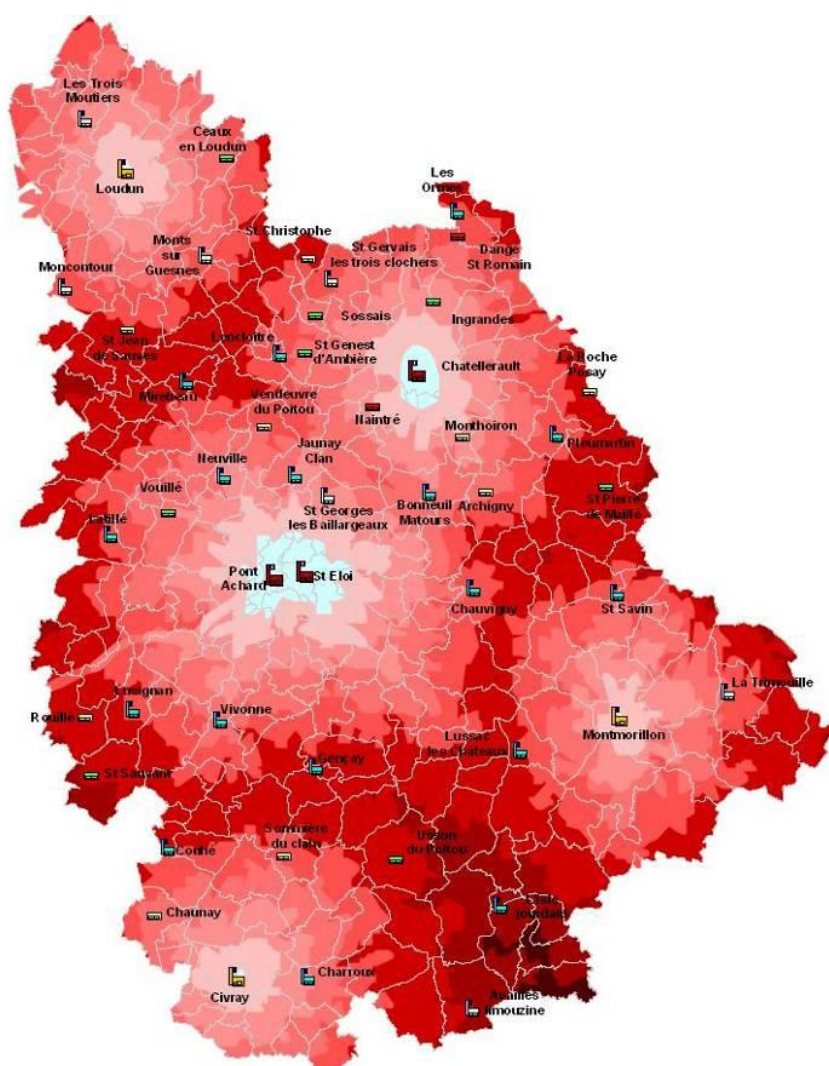 Les Trois
Moutiers
Ceaux
en Loudun
Loudun
Les
Ormes
St Christophe
Monts
sur
Guesnes
St Gervais
les trois clochers
Dange
St Romain
Moncontour
Sossais
Ingrandes
St Jean
de Sauves
Lencloitre
St Genest
d'Ambière
Chatellerault
La Roche
Posay
Mirebeau
Vendeuvre
du Poitou
Naintré
Monthoiron
Pleumartin
Neuville
Jaunay
Clan
Vouillé
St Georges
les Baillargeaux
Bonneuil
Matours
Archigny
St Pierre
de Maillé
Latillé
Pont
Achard
St Eloi
Chauvigny
St Savin
Lusignan
La Trimouille
Rouillé
Vivonne
Lussac
les Chateaux
Montmorillon
Gençay
St Sauvant
Couhé
Sommière
du clain
Usson
du Poitou
Chaunay
jourdain
Civray
Charroux
limouzine